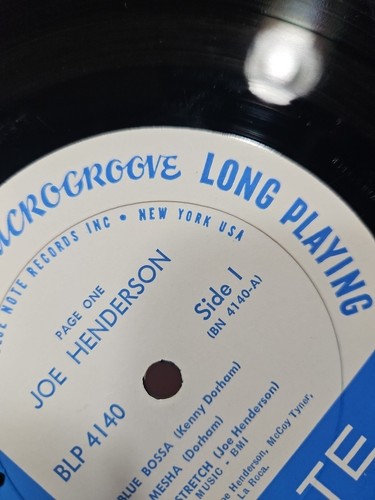 MICROGROOVE LONG PLAYING
NOTE RECORDS INC • NEW YORK USA
PAGE ONE
JOE HENDERSON
Side 1
(BN 4140-A)
BLP 4140
BLUE BOSSA (Kenny Dorham)
MESHA (Dorham)
STRETCH (Joe Henderson)
MUSIC - BMI
Henderson, McCoy Tyner,
La Roca.
TE